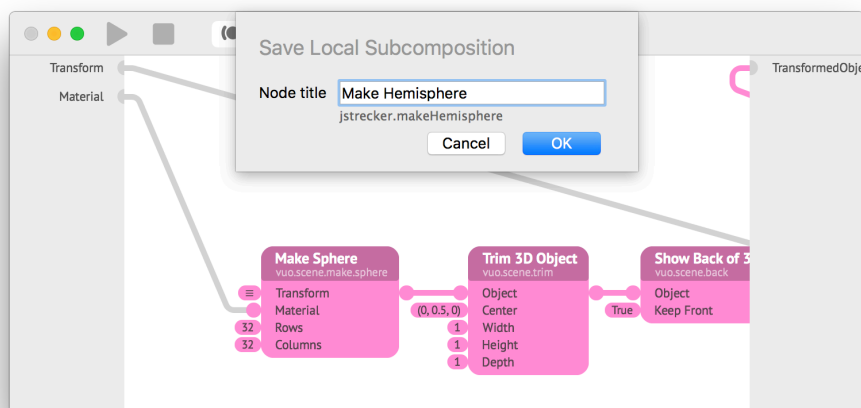 Save Local Subcomposition
Node title Make Hemisphere
jstrecker.makeHemisphere
Cancel OK
Transform
Material
TransformedObje
Make Sphere
vuo.scene.make.sphere
Transform
Material
32 Rows
32 Columns
Trim 3D Object
vuo.scene.trim
Object
(0, 0.5, 0) Center
1 Width
1 Height
1 Depth
Show Back of 3
vuo.scene.back
Object
True Keep Front